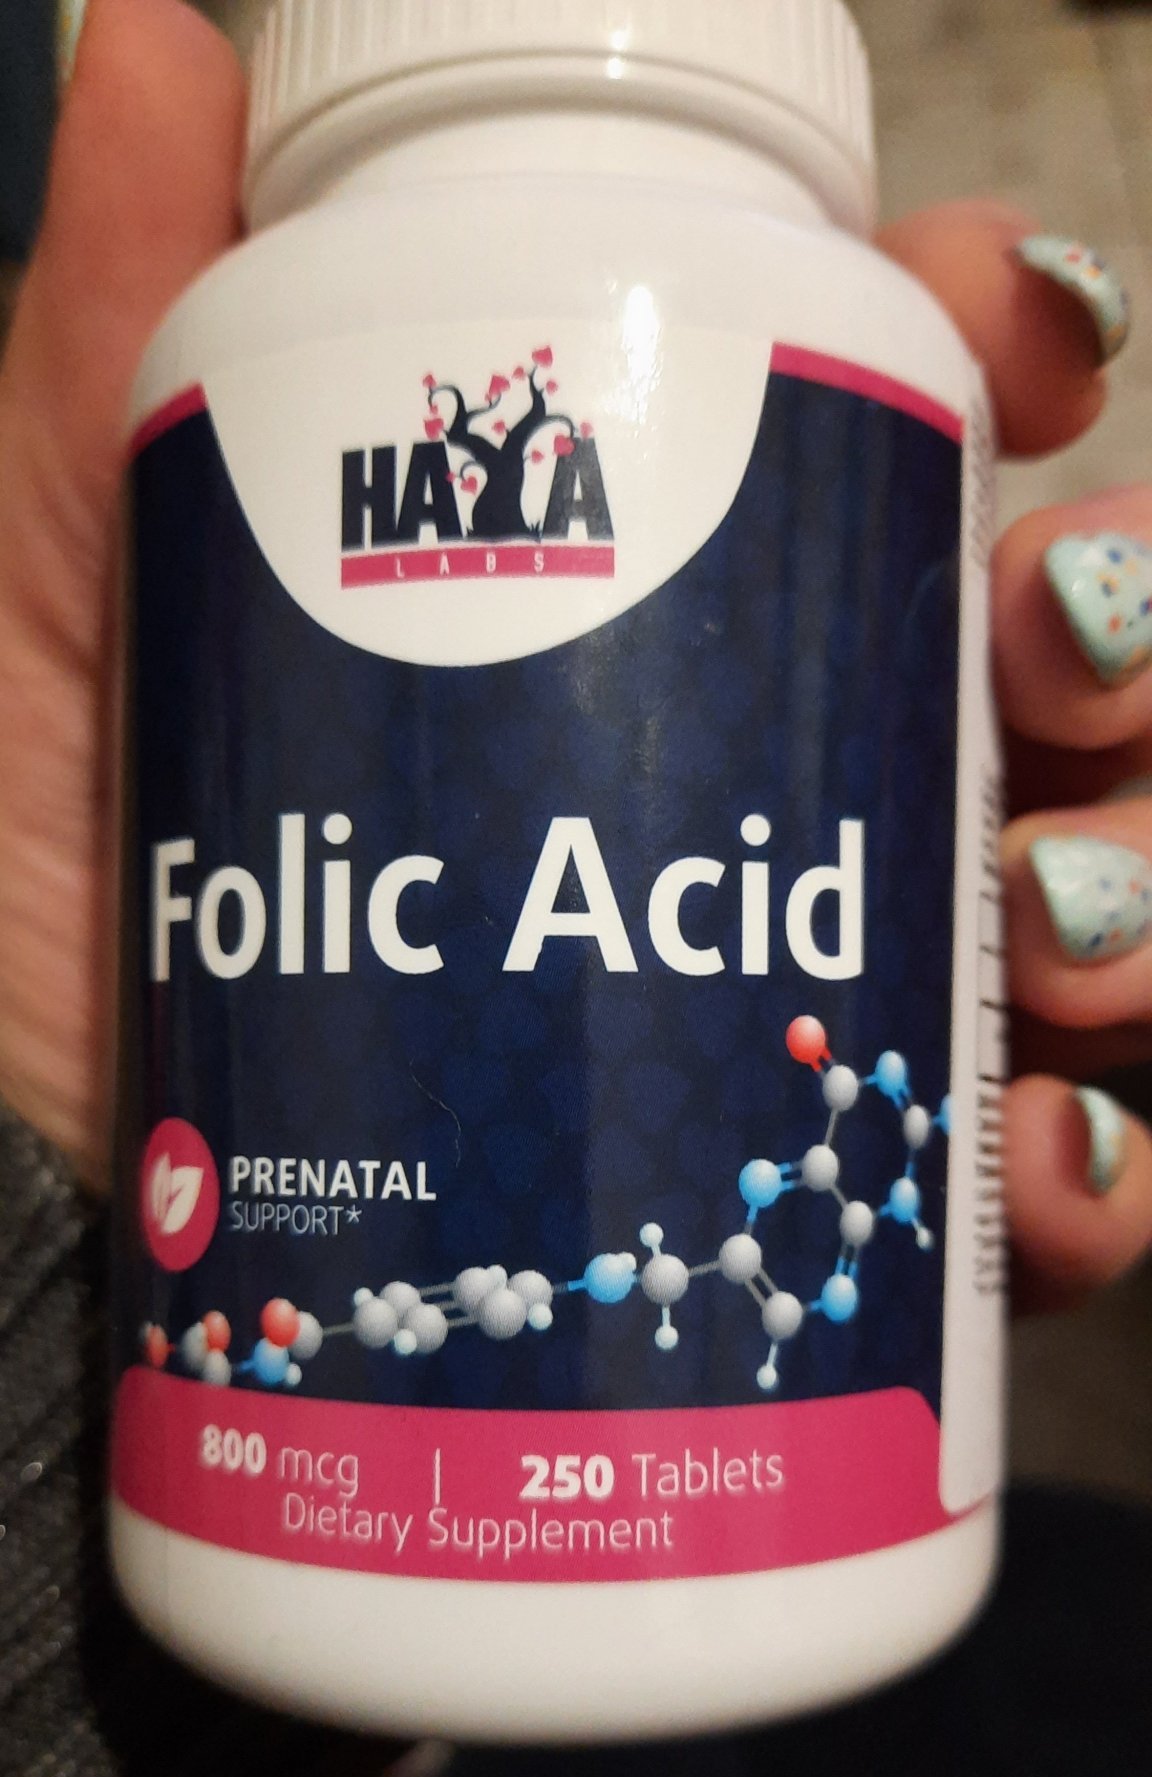 HAYA
LABS
Folic Acid
PRENATAL
SUPPORT*
800 mcg | 250 Tablets
Dietary Supplement